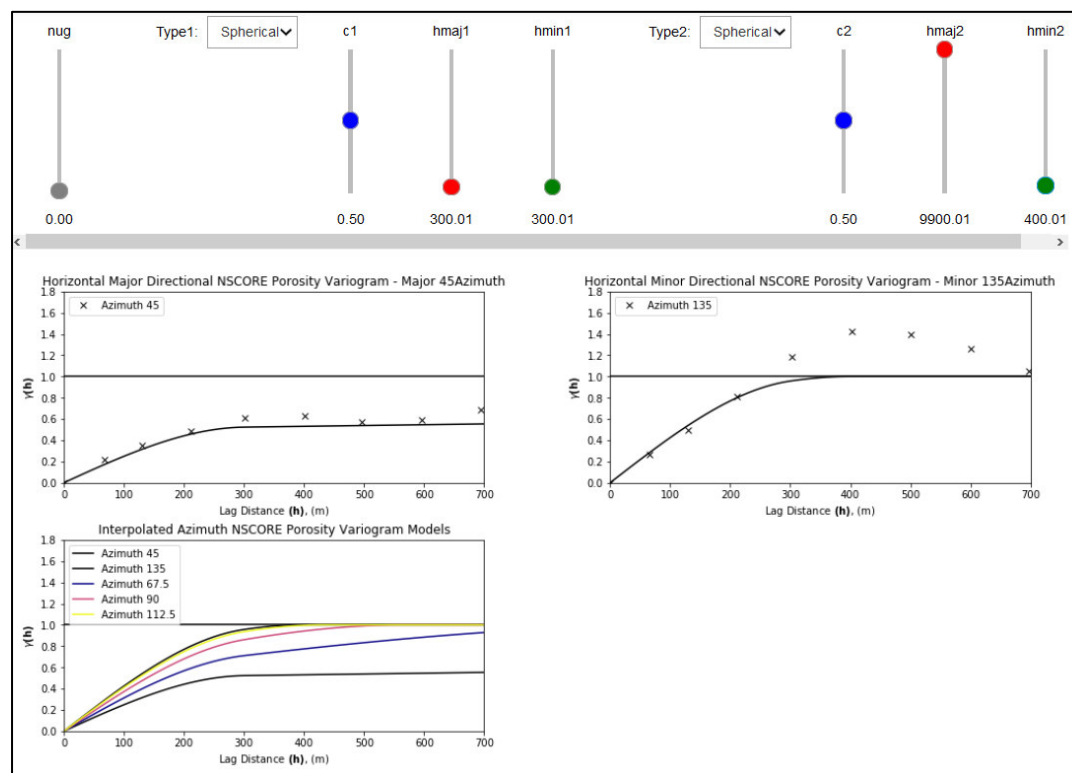 nug Type1: Spherical c1 hmaj1 hmin1 Type2: Spherical c2 hmaj2 hmin2
0.00 0.50 300.01 300.01 0.50 9900.01 400.01
Horizontal Major Directional NSCORE Porosity Variogram - Major 45Azimuth
1.8
1.6
1.4
1.2
1.0
0.8
0.6
0.4
0.2
0.0
γ(h)
× Azimuth 45
0 100 200 300 400 500 600 700
Lag Distance (h), (m)
Horizontal Minor Directional NSCORE Porosity Variogram - Minor 135Azimuth
1.8
1.6
1.4
1.2
1.0
0.8
0.6
0.4
0.2
0.0
γ(h)
× Azimuth 135
0 100 200 300 400 500 600 700
Lag Distance (h), (m)
Interpolated Azimuth NSCORE Porosity Variogram Models
1.8
1.6
1.4
1.2
1.0
0.8
0.6
0.4
0.2
0.0
γ(h)
Azimuth 45
Azimuth 135
Azimuth 67.5
Azimuth 90
Azimuth 112.5
0 100 200 300 400 500 600 700
Lag Distance (h), (m)